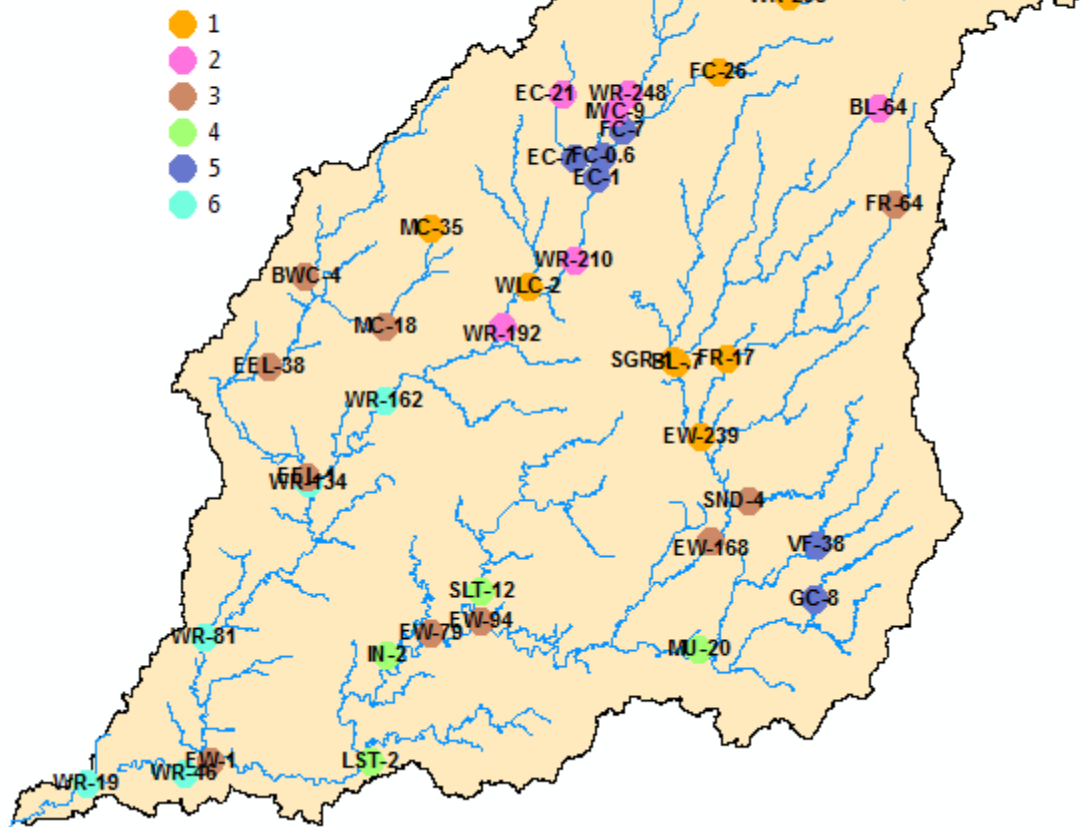 1
2
3
4
5
6
FC-26
EC-21
WR-248
FC-7
BL-64
EC-7
FC-0.6
EC-1
FR-64
MC-35
WR-210
BWC-4
WLC-2
MC-18
WR-192
EEL-38
BL-.7
FR-17
WR-162
EW-239
EEL-1
WR-134
SND-4
EW-168
VF-38
SLT-12
GC-8
EW-94
EW-79
WR-81
IN-2
MU-20
EW-1
LST-2
WR-46
WR-19